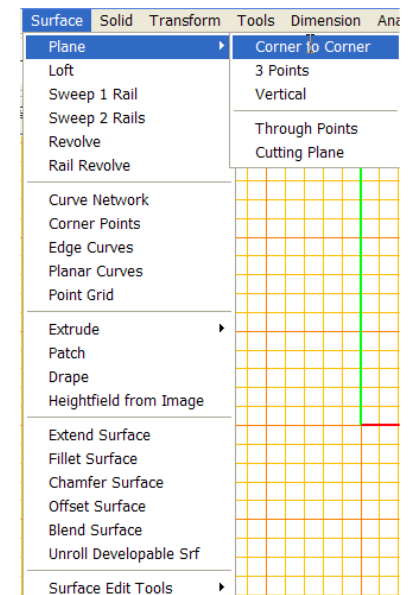 Surface Solid Transform Tools Dimension Ana
Plane
Loft
Sweep 1 Rail
Sweep 2 Rails
Revolve
Rail Revolve
Curve Network
Corner Points
Edge Curves
Planar Curves
Point Grid
Extrude
Patch
Drape
Heightfield from Image
Extend Surface
Fillet Surface
Chamfer Surface
Offset Surface
Blend Surface
Unroll Developable Srf
Surface Edit Tools
Corner to Corner
3 Points
Vertical
Through Points
Cutting Plane